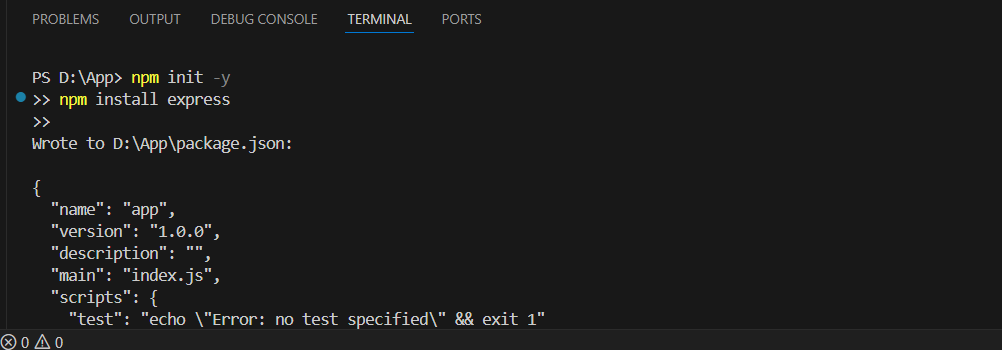 PROBLEMS OUTPUT DEBUG CONSOLE TERMINAL PORTS
PS D:\App> npm init -y
>> npm install express
>>
Wrote to D:\App\package.json:
{
  "name": "app",
  "version": "1.0.0",
  "description": "",
  "main": "index.js",
  "scripts": {
    "test": "echo \"Error: no test specified\" && exit 1"
0 0